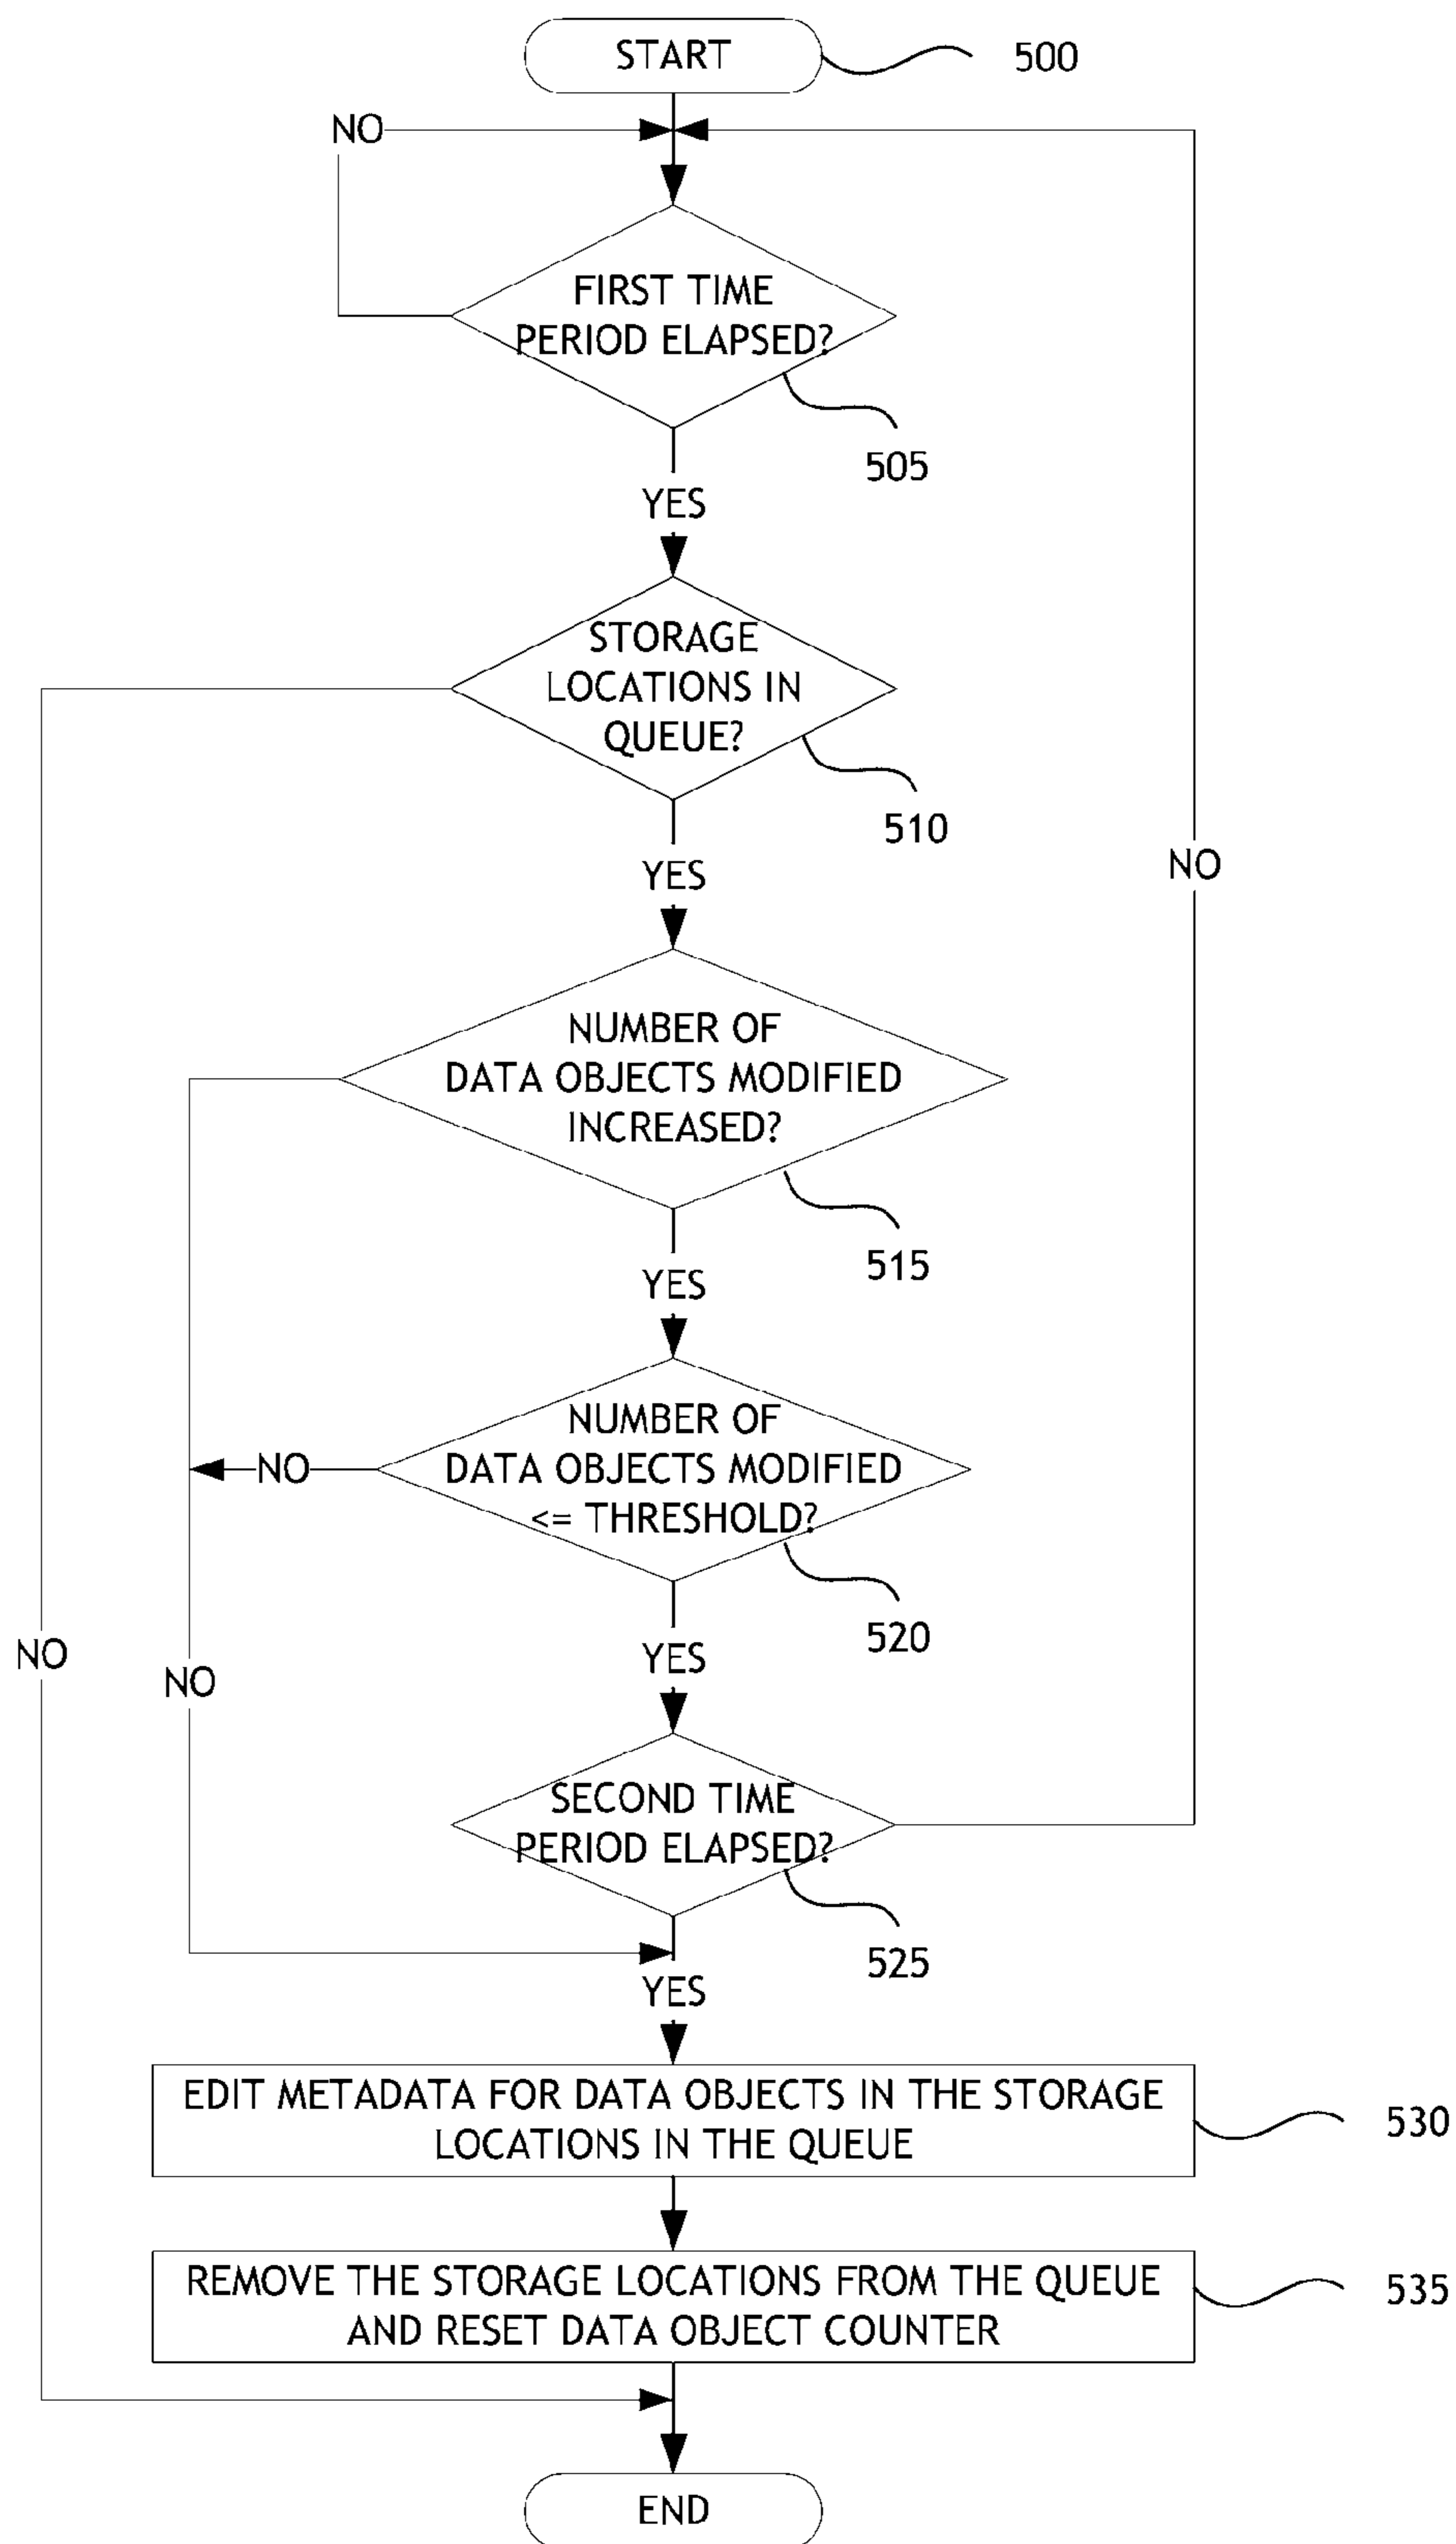 START
500
NO
FIRST TIME
PERIOD ELAPSED?
505
YES
STORAGE
LOCATIONS IN
QUEUE?
510
YES
NO
NUMBER OF
DATA OBJECTS MODIFIED
INCREASED?
515
YES
NUMBER OF
DATA OBJECTS MODIFIED
<= THRESHOLD?
NO
520
YES
NO
NO
SECOND TIME
PERIOD ELAPSED?
525
YES
EDIT METADATA FOR DATA OBJECTS IN THE STORAGE
LOCATIONS IN THE QUEUE
530
REMOVE THE STORAGE LOCATIONS FROM THE QUEUE
AND RESET DATA OBJECT COUNTER
535
END